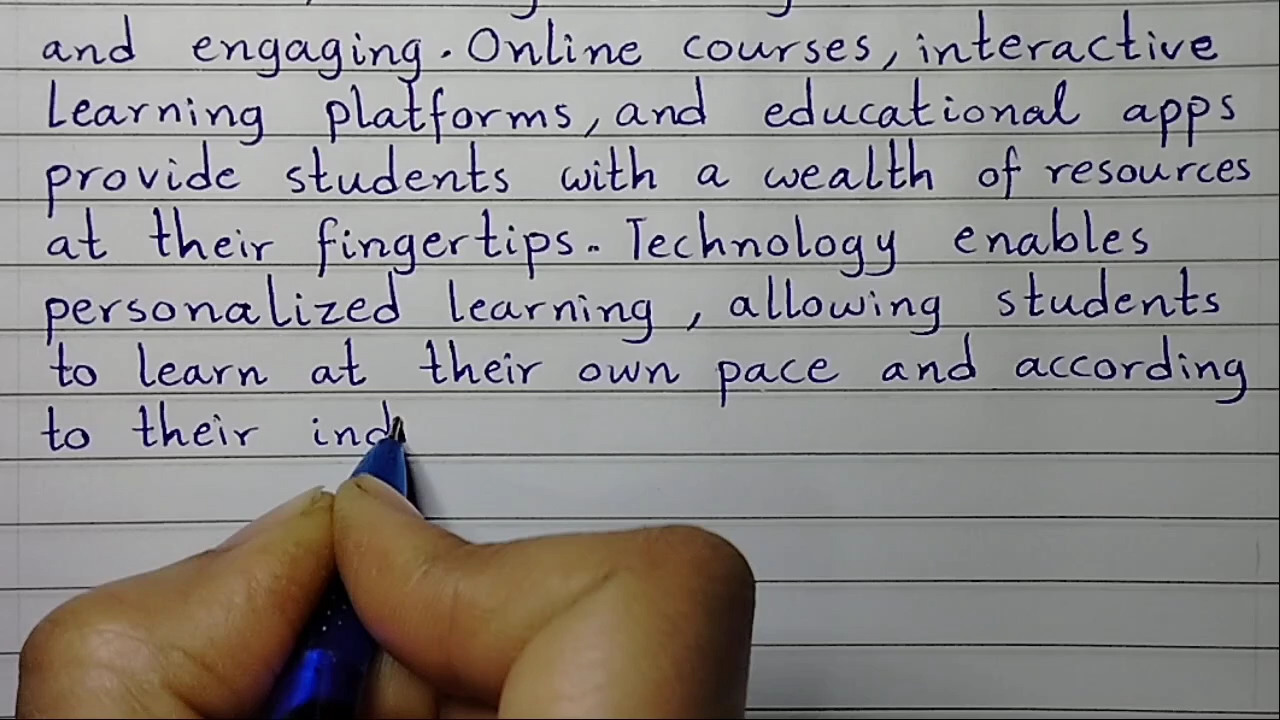 and engaging. Online courses, interactive
learning platforms, and educational apps
provide students with a wealth of resources
at their fingertips. Technology enables
personalized learning, allowing students
to learn at their own pace and according
to their ind